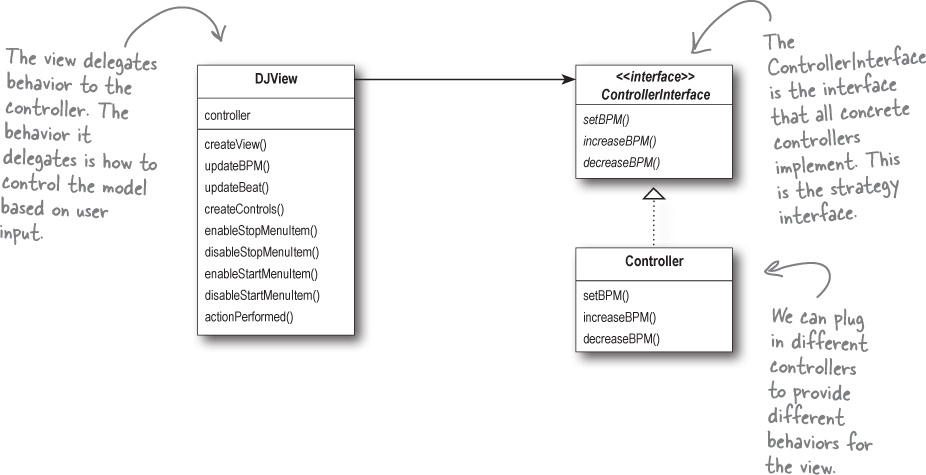 The view delegates
behavior to the
controller. The
behavior it
delegates is how to
control the model
based on user
input.
DJView
controller
createView()
updateBPM()
updateBeat()
createControls()
enableStopMenuItem()
disableStopMenuItem()
enableStartMenuItem()
disableStartMenuItem()
actionPerformed()
<<interface>>
ControllerInterface
setBPM()
increaseBPM()
decreaseBPM()
The
ControllerInterface
is the interface
that all concrete
controllers
implement. This
is the strategy
interface.
Controller
setBPM()
increaseBPM()
decreaseBPM()
We can plug
in different
controllers
to provide
different
behaviors for
the view.